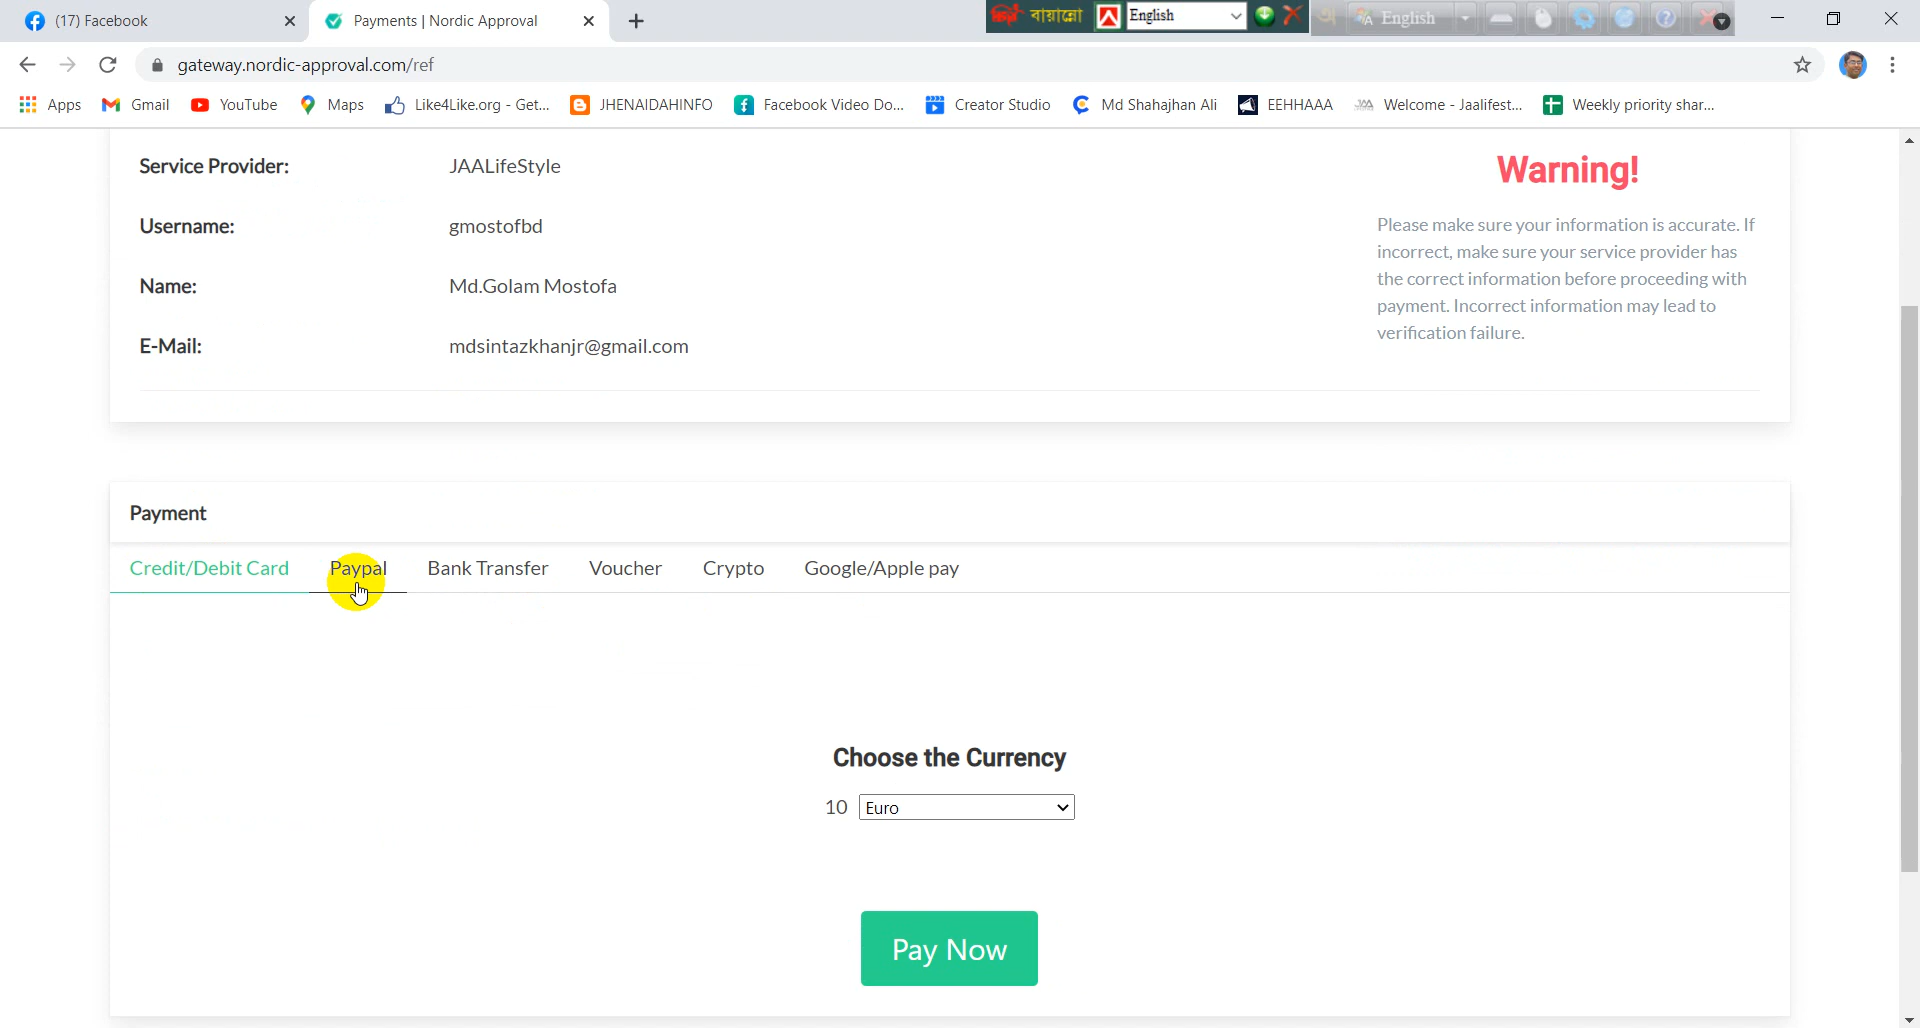 (17) Facebook
Payments | Nordic Approval
বায়ান্নো
English
English
gateway.nordic-approval.com/ref
Apps
Gmail
YouTube
Maps
Like4Like.org - Get...
JHENAIDAHINFO
Facebook Video Do...
Creator Studio
Md Shahajhan Ali
EEHHAAA
Welcome - Jaalifest...
Weekly priority shar...
Service Provider: JAALifeStyle
Username: gmostofbd
Name: Md.Golam Mostofa
E-Mail: mdsintazkhanjr@gmail.com
Warning!
Please make sure your information is accurate. If
incorrect, make sure your service provider has
the correct information before proceeding with
payment. Incorrect information may lead to
verification failure.
Payment
Credit/Debit Card
Paypal
Bank Transfer
Voucher
Crypto
Google/Apple pay
Choose the Currency
10 Euro
Pay Now